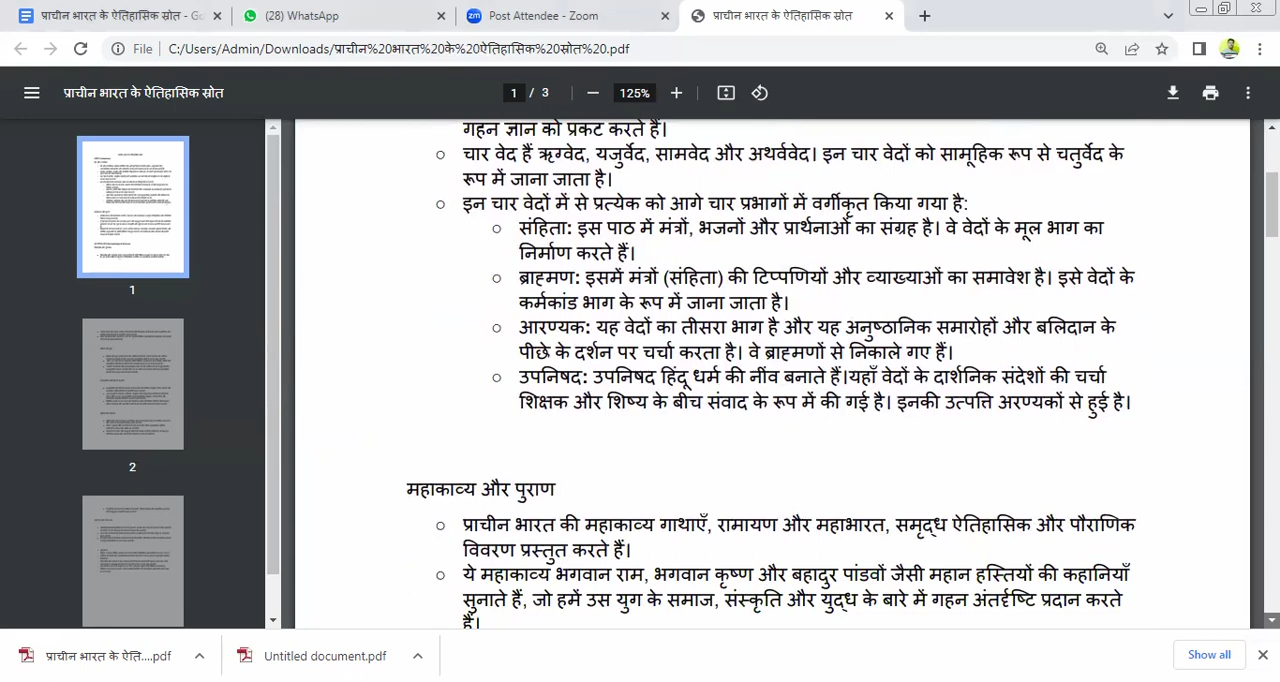 प्राचीन भारत के ऐतिहासिक स्रोत - Go
(28) WhatsApp
zm Post Attendee - Zoom
प्राचीन भारत के ऐतिहासिक स्रोत
File
C:/Users/Admin/Downloads/प्राचीन%20भारत%20के%20ऐतिहासिक%20स्रोत%20.pdf
प्राचीन भारत के ऐतिहासिक स्रोत
1 / 3
125%
गहन ज्ञान को प्रकट करते हैं।
चार वेद हैं ऋग्वेद, यजुर्वेद, सामवेद और अथर्ववेद। इन चार वेदों को सामूहिक रूप से चतुर्वेद के
रूप में जाना जाता है।
इन चार वेदों में से प्रत्येक को आगे चार प्रभागों में वर्गीकृत किया गया है:
संहिता: इस पाठ में मंत्रों, भजनों और प्रार्थनाओं का संग्रह है। वे वेदों के मूल भाग का
निर्माण करते हैं।
ब्राह्मण: इसमें मंत्रों (संहिता) की टिप्पणियों और व्याख्याओं का समावेश है। इसे वेदों के
कर्मकांड भाग के रूप में जाना जाता है।
आरण्यक: यह वेदों का तीसरा भाग है और यह अनुष्ठानिक समारोहों और बलिदान के
पीछे के दर्शन पर चर्चा करता है। वे ब्राह्मणों से निकाले गए हैं।
उपनिषद: उपनिषद हिंदू धर्म की नींव बनाते हैं।यहाँ वेदों के दार्शनिक संदेशों की चर्चा
शिक्षक और शिष्य के बीच संवाद के रूप में की गई है। इनकी उत्पत्ति अरण्यकों से हुई है।
महाकाव्य और पुराण
प्राचीन भारत की महाकाव्य गाथाएँ, रामायण और महाभारत, समृद्ध ऐतिहासिक और पौराणिक
विवरण प्रस्तुत करते हैं।
ये महाकाव्य भगवान राम, भगवान कृष्ण और बहादुर पांडवों जैसी महान हस्तियों की कहानियाँ
सुनाते हैं, जो हमें उस युग के समाज, संस्कृति और युद्ध के बारे में गहन अंतर्दृष्टि प्रदान करते
हैं।
1
2
प्राचीन भारत के ऐति....pdf
Untitled document.pdf
Show all